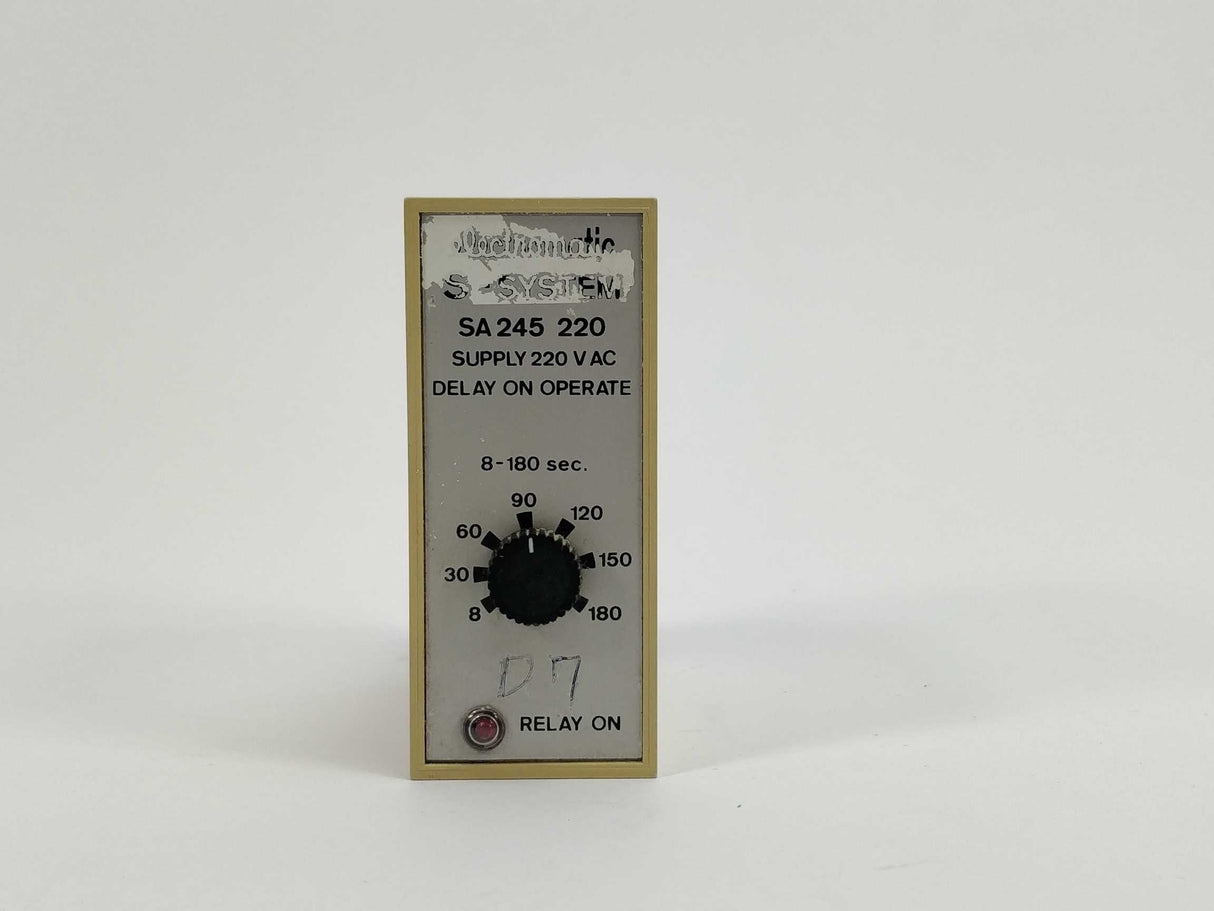 electromatic
S-SYSTEM
SA 245 220
SUPPLY 220 V AC
DELAY ON OPERATE
8-180 sec.
90
60 120
30 150
8 180
D7
RELAY ON